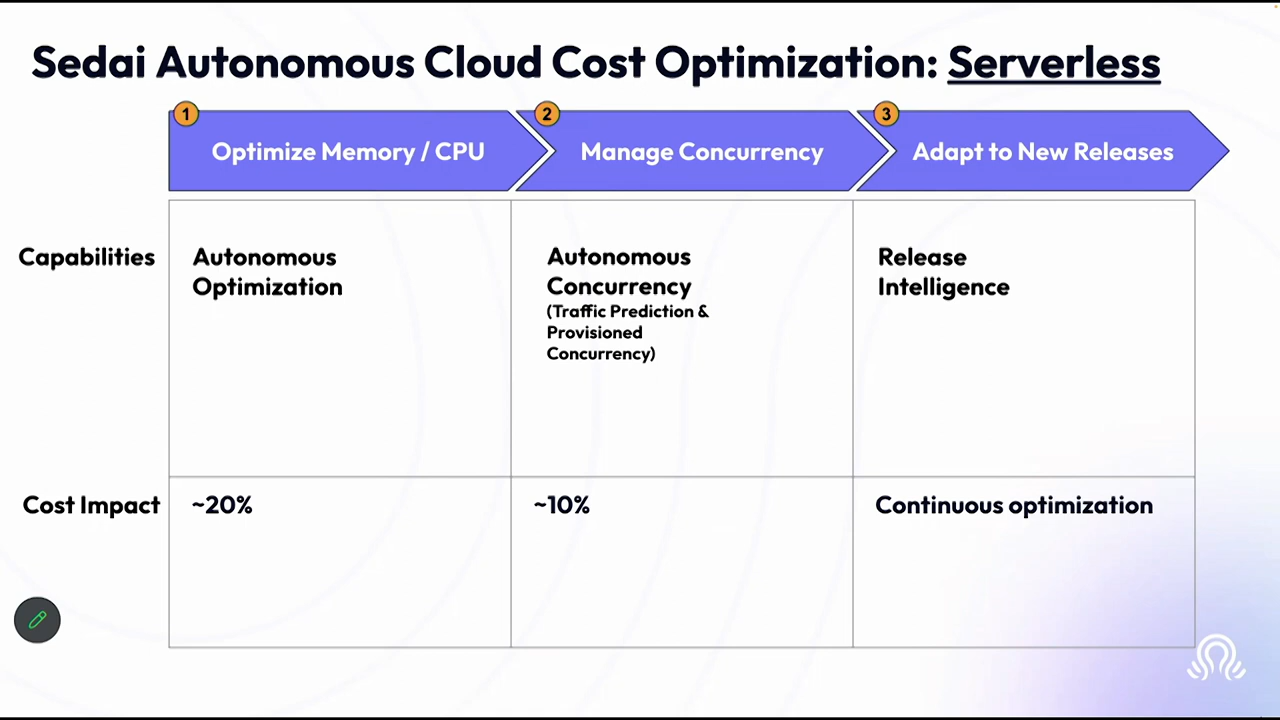 Sedai Autonomous Cloud Cost Optimization: Serverless
1
Optimize Memory / CPU
2
Manage Concurrency
3
Adapt to New Releases
Capabilities
Autonomous
Optimization
Autonomous
Concurrency
(Traffic Prediction &
Provisioned
Concurrency)
Release
Intelligence
Cost Impact
~20%
~10%
Continuous optimization